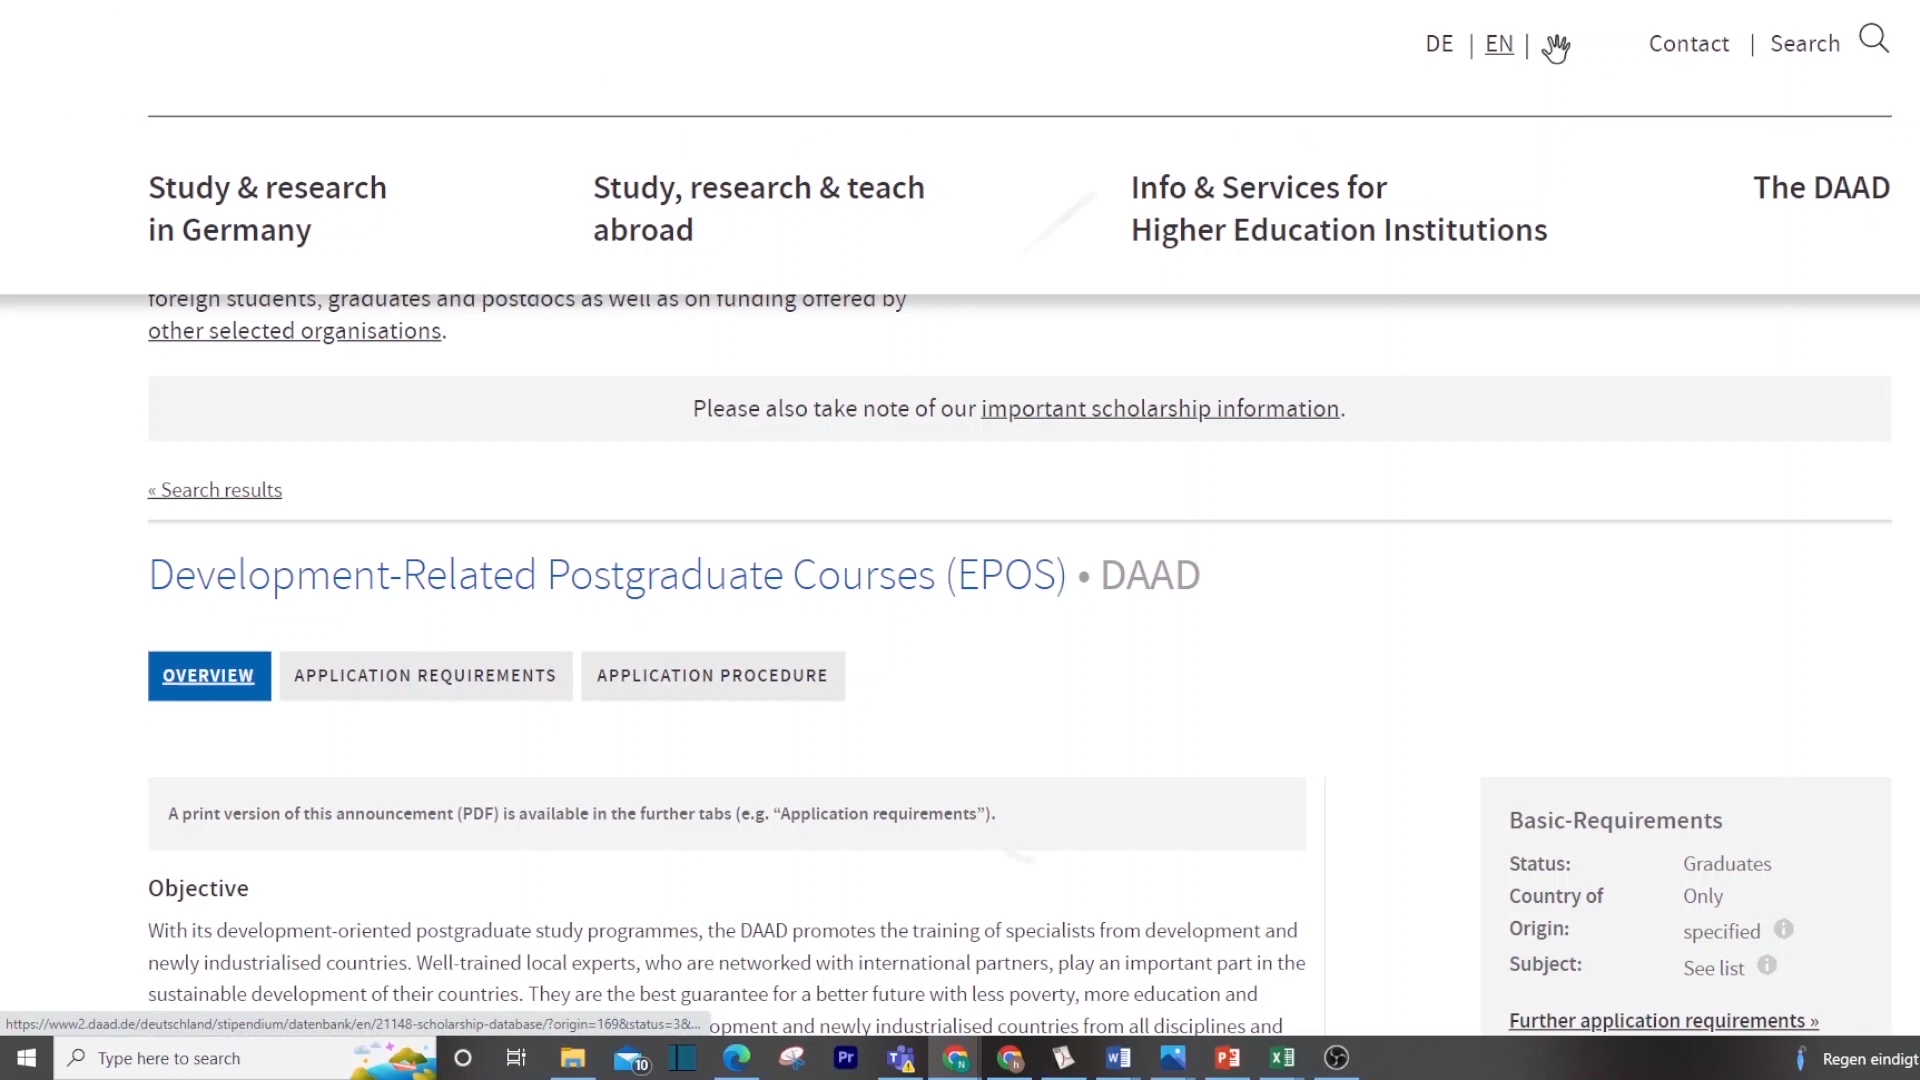 DE | EN |
Contact | Search
Study & research
in Germany
Study, research & teach
abroad
Info & Services for
Higher Education Institutions
The DAAD
foreign students, graduates and postdocs as well as on funding offered by
other selected organisations.
Please also take note of our important scholarship information.
« Search results
Development-Related Postgraduate Courses (EPOS) • DAAD
OVERVIEW
APPLICATION REQUIREMENTS
APPLICATION PROCEDURE
A print version of this announcement (PDF) is available in the further tabs (e.g. “Application requirements”).
Objective
With its development-oriented postgraduate study programmes, the DAAD promotes the training of specialists from development and
newly industrialised countries. Well-trained local experts, who are networked with international partners, play an important part in the
sustainable development of their countries. They are the best guarantee for a better future with less poverty, more education and
opment and newly industrialised countries from all disciplines and
Basic-Requirements
Status: Graduates
Country of Only
Origin: specified
Subject: See list
Further application requirements »
https://www2.daad.de/deutschland/stipendium/datenbank/en/21148-scholarship-database/?origin=169&status=3&...
Type here to search
10
Pr
Regen eindigt